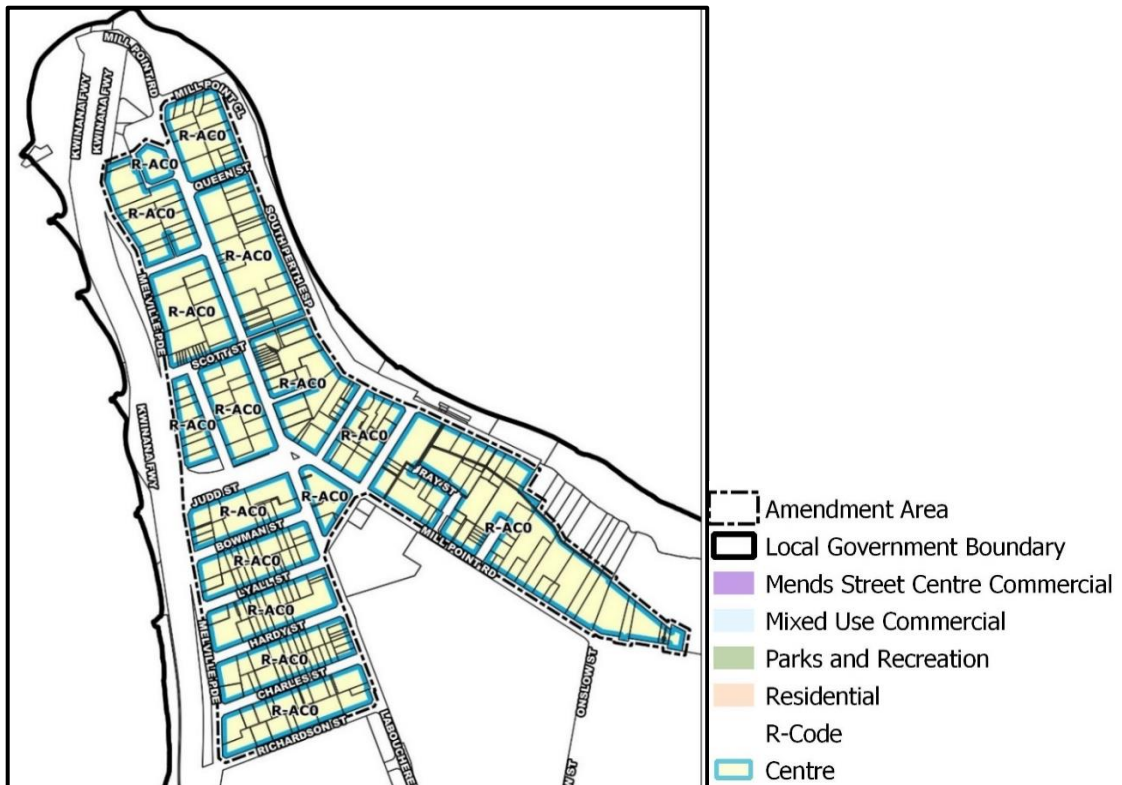 MILL POINT RD
KWINANA FWY
KWINANA FWY
MILL POINT CL
R-AC0
R-AC0
QUEEN ST
R-AC0
SOUTH PERTH ESP
R-AC0
MELVILLE PDE
R-AC0
SCOTT ST
R-AC0
R-AC0
R-AC0
R-AC0
KWINANA FWY
JUDD ST
R-AC0
R-AC0
RAY ST
R-AC0
BOWMAN ST
MILL POINT RD
R-AC0
LYALL ST
R-AC0
HARDY ST
MELVILLE PDE
R-AC0
CHARLES ST
R-AC0
RICHARDSON ST
LABOUCHERE
ONSLOW ST
W ST
Amendment Area
Local Government Boundary
Mends Street Centre Commercial
Mixed Use Commercial
Parks and Recreation
Residential
R-Code
Centre